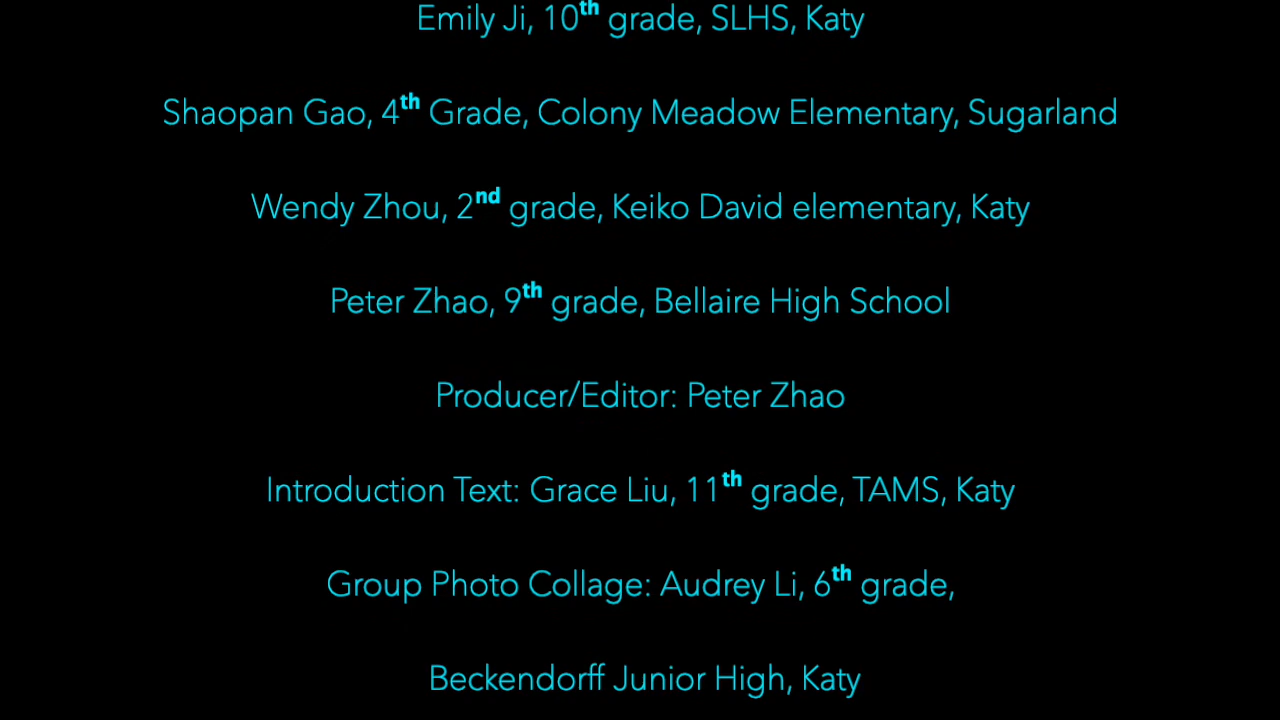 Emily Ji, 10th grade, SLHS, Katy
Shaopan Gao, 4th Grade, Colony Meadow Elementary, Sugarland
Wendy Zhou, 2nd grade, Keiko David elementary, Katy
Peter Zhao, 9th grade, Bellaire High School
Producer/Editor: Peter Zhao
Introduction Text: Grace Liu, 11th grade, TAMS, Katy
Group Photo Collage: Audrey Li, 6th grade,
Beckendorff Junior High, Katy